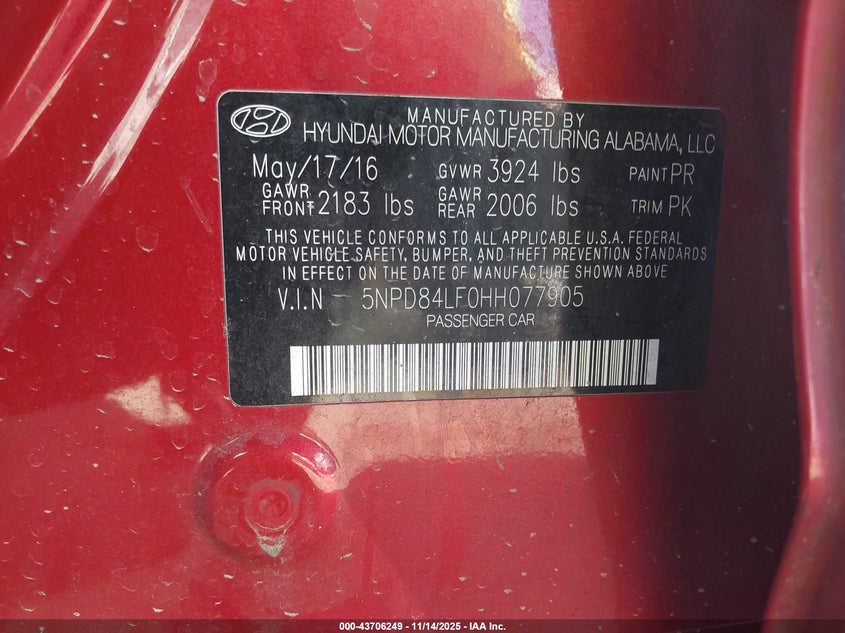 MANUFACTURED BY
HYUNDAI MOTOR MANUFACTURING ALABAMA, LLC
May/17/16 GVWR 3924 lbs PAINT PR
GAWR FRONT 2183 lbs GAWR REAR 2006 lbs TRIM PK
THIS VEHICLE CONFORMS TO ALL APPLICABLE U.S.A. FEDERAL
MOTOR VEHICLE SAFETY, BUMPER, AND THEFT PREVENTION STANDARDS
IN EFFECT ON THE DATE OF MANUFACTURE SHOWN ABOVE
V.I.N 5NPD84LF0HH077905
PASSENGER CAR
000-43706249 - 11/14/2025 - IAA Inc.